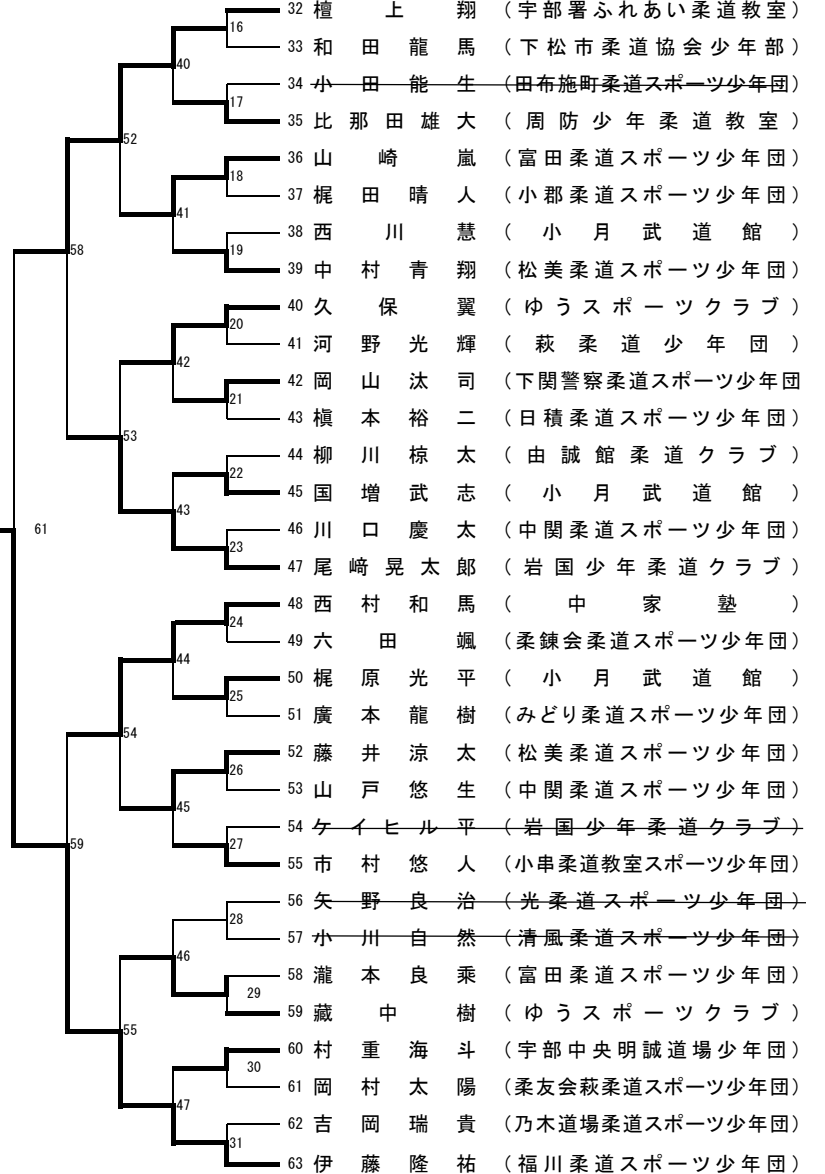 32 檀上翔 (宇部署ふれあい柔道教室)
16
33 和田龍馬 (下松市柔道協会少年部)
40
34 小田能生 (田布施町柔道スポーツ少年団)
17
35 比那田雄大 (周防少年柔道教室)
52
36 山崎嵐 (富田柔道スポーツ少年団)
18
37 梶田晴人 (小郡柔道スポーツ少年団)
41
38 西川慧 (小月武道館)
19
58
39 中村青翔 (松美柔道スポーツ少年団)
40 久保翼 (ゆうスポーツクラブ)
20
41 河野光輝 (萩柔道少年団)
42
42 岡山汰司 (下関警察柔道スポーツ少年団
21
43 槇本裕二 (日積柔道スポーツ少年団)
53
44 柳川椋太 (由誠館柔道クラブ)
22
45 国増武志 (小月武道館)
43
46 川口慶太 (中関柔道スポーツ少年団)
61
23
47 尾﨑晃太郎 (岩国少年柔道クラブ)
48 西村和馬 (中家塾)
24
49 六田颯 (柔錬会柔道スポーツ少年団)
44
50 梶原光平 (小月武道館)
25
51 廣本龍樹 (みどり柔道スポーツ少年団)
54
52 藤井涼太 (松美柔道スポーツ少年団)
26
53 山戸悠生 (中関柔道スポーツ少年団)
45
54 ケイヒル平 (岩国少年柔道クラブ)
27
59
55 市村悠人 (小串柔道教室スポーツ少年団)
56 矢野良治 (光柔道スポーツ少年団)
28
57 小川自然 (清風柔道スポーツ少年団)
46
58 瀧本良乗 (富田柔道スポーツ少年団)
29
59 藏中樹 (ゆうスポーツクラブ)
55
60 村重海斗 (宇部中央明誠道場少年団)
30
61 岡村太陽 (柔友会萩柔道スポーツ少年団)
47
62 吉岡瑞貴 (乃木道場柔道スポーツ少年団)
31
63 伊藤隆祐 (福川柔道スポーツ少年団)